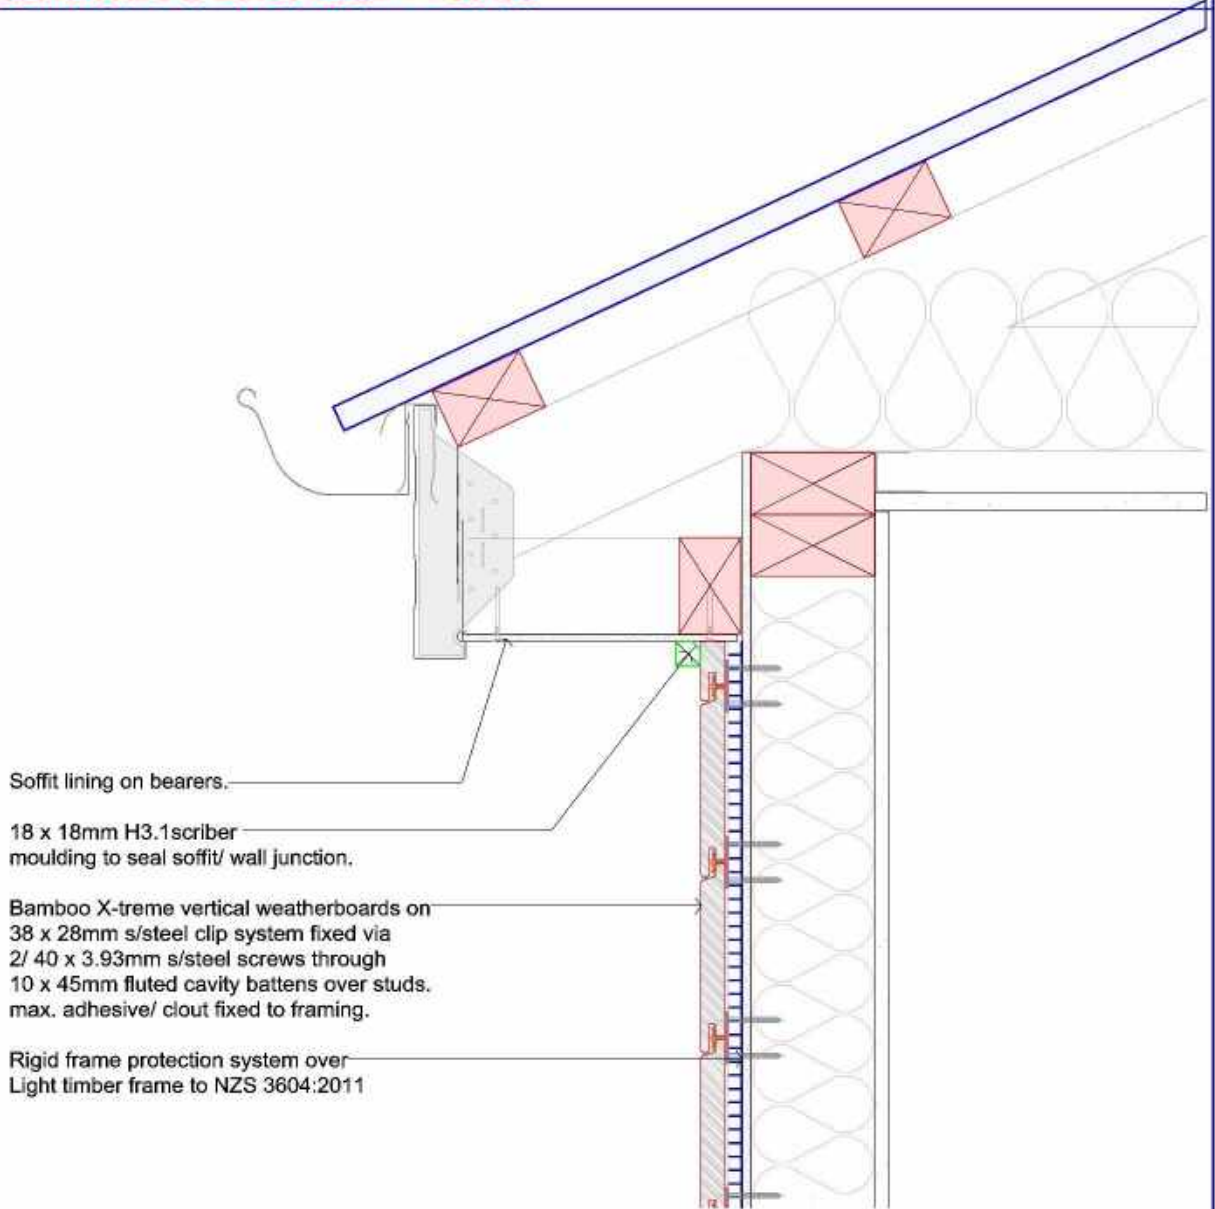 Soffit lining on bearers.
18 x 18mm H3.1scriber
moulding to seal soffit/ wall junction.
Bamboo X-treme vertical weatherboards on
38 x 28mm s/steel clip system fixed via
2/ 40 x 3.93mm s/steel screws through
10 x 45mm fluted cavity battens over studs.
max. adhesive/ clout fixed to framing.
Rigid frame protection system over
Light timber frame to NZS 3604:2011